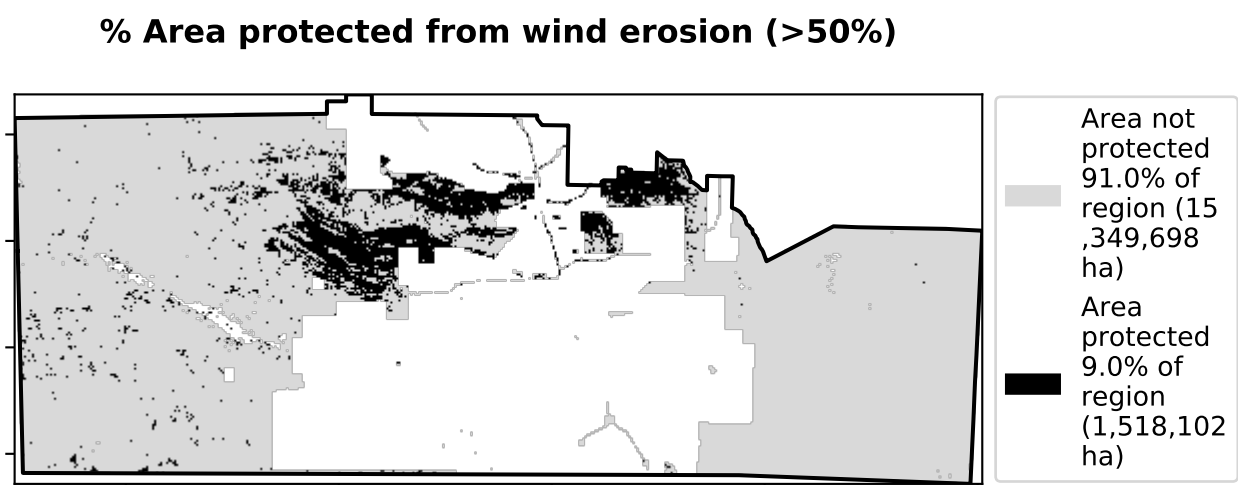 % Area protected from wind erosion (>50%)
Area not
protected
91.0% of
region (15
,349,698
ha)
Area
protected
9.0% of
region
(1,518,102
ha)